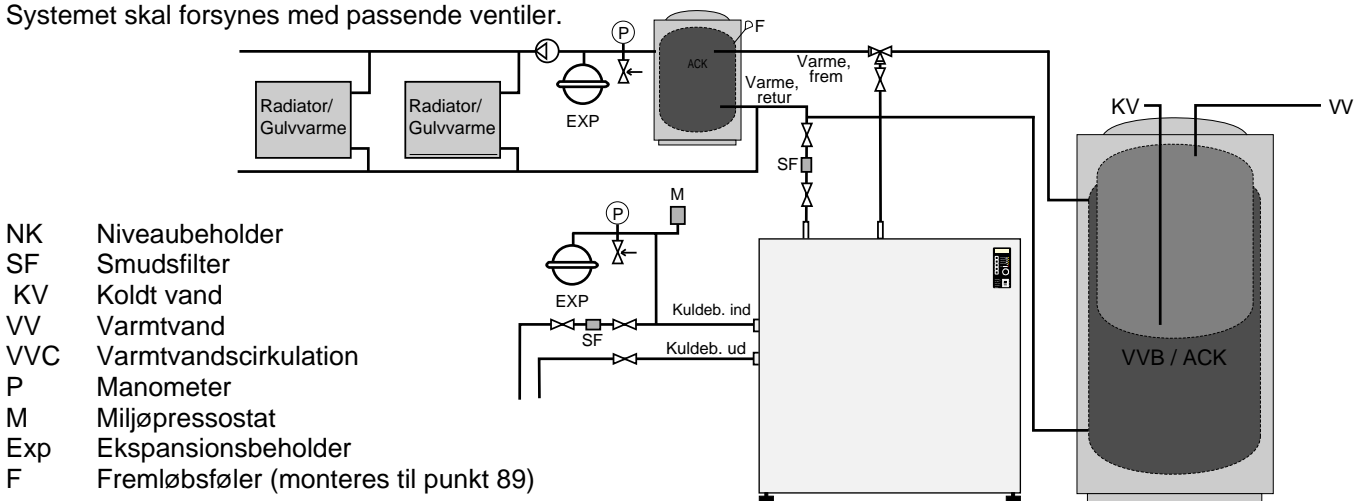 Systemet skal forsynes med passende ventiler.
P
F
ACK
Varme,
frem
Varme,
retur
Radiator/
Gulvvarme
Radiator/
Gulvvarme
EXP
KV
VV
SF
M
P
EXP
Kuldeb. ind
SF
Kuldeb. ud
VVB / ACK
NK Niveaubeholder
SF Smudsfilter
KV Koldt vand
VV Varmtvand
VVC Varmtvandscirkulation
P Manometer
M Miljøpressostat
Exp Ekspansionsbeholder
F Fremløbsføler (monteres til punkt 89)